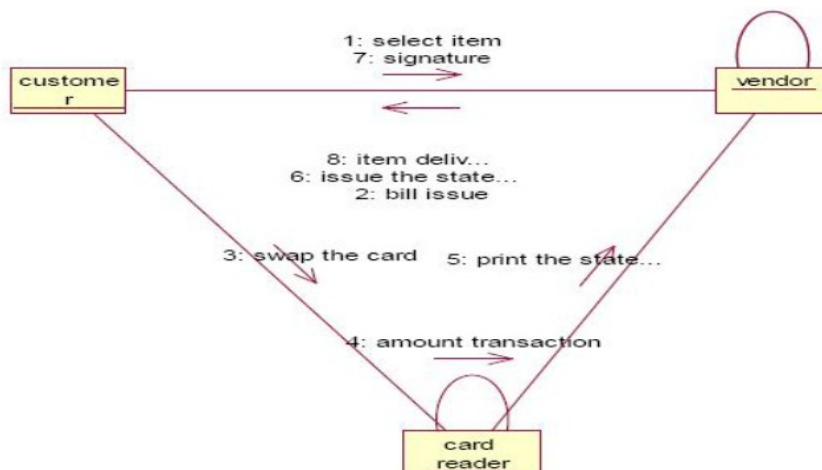 1: select item
7: signature
custome
r
vendor
8: item deliv...
6: issue the state...
2: bill issue
3: swap the card
5: print the state...
4: amount transaction
card
reader